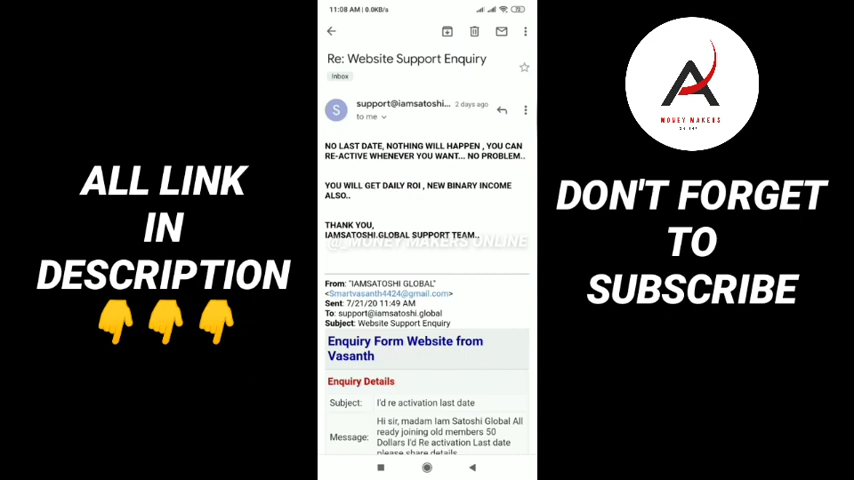 11:08 AM | 0.0KB/s
Re: Website Support Enquiry
Inbox
S
support@iamsatoshi... 2 days ago
to me
NO LAST DATE, NOTHING WILL HAPPEN , YOU CAN
RE-ACTIVE WHENEVER YOU WANT... NO PROBLEM..
YOU WILL GET DAILY ROI , NEW BINARY INCOME
ALSO..
THANK YOU,
IAMSATOSHI.GLOBAL SUPPORT TEAM..
@_MONEY MAKERS ONLINE
From: "IAMSATOSHI GLOBAL"
<Smartvasanth4424@gmail.com>
Sent: 7/21/20 11:49 AM
To: support@iamsatoshi.global
Subject: Website Support Enquiry
Enquiry Form Website from
Vasanth
Enquiry Details
Subject: I'd re activation last date
Message: Hi sir, madam Iam Satoshi Global All
ready joining old members 50
Dollars I'd Re activation Last date
please share details
ALL LINK
IN
DESCRIPTION
👇👇👇
MONEY MAKERS
DON'T FORGET
TO
SUBSCRIBE